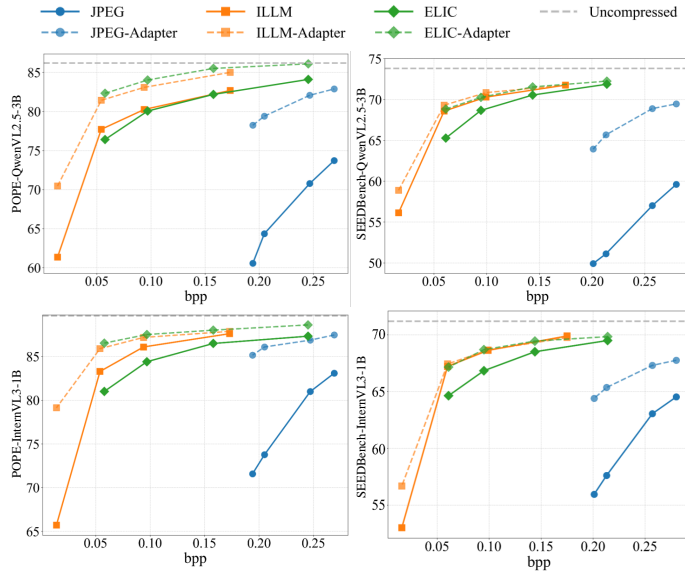 JPEG ILLM ELIC Uncompressed
JPEG-Adapter ILLM-Adapter ELIC-Adapter
POPE-QwenVL2.5-3B
85
80
75
70
65
60
0.05 0.10 0.15 0.20 0.25
bpp
SEEDBench-QwenVL2.5-3B
75
70
65
60
55
50
0.05 0.10 0.15 0.20 0.25
bpp
POPE-InternVL3-1B
85
80
75
70
65
0.05 0.10 0.15 0.20 0.25
bpp
SEEDBench-InternVL3-1B
70
65
60
55
0.05 0.10 0.15 0.20 0.25
bpp